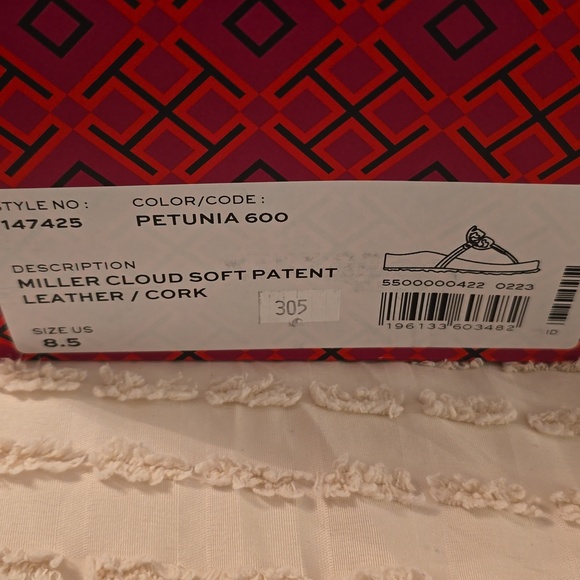 STYLE NO :
147425
COLOR/CODE :
PETUNIA 600
DESCRIPTION
MILLER CLOUD SOFT PATENT
LEATHER / CORK
305
5500000422 0223
196133 603482
ID
SIZE US
8.5